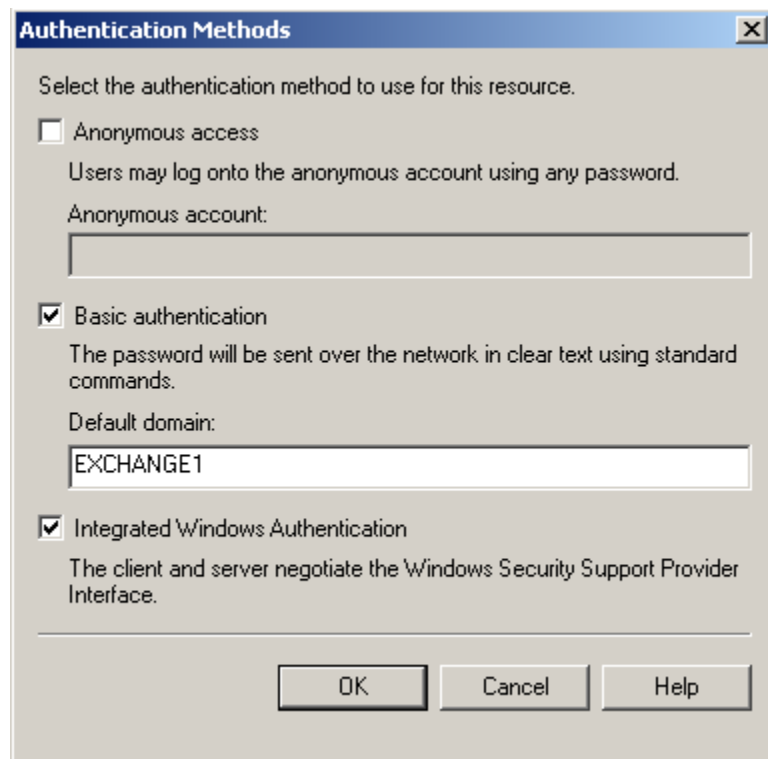 Authentication Methods
Select the authentication method to use for this resource.
Anonymous access
Users may log onto the anonymous account using any password.
Anonymous account:
Basic authentication
The password will be sent over the network in clear text using standard
commands.
Default domain:
EXCHANGE1
Integrated Windows Authentication
The client and server negotiate the Windows Security Support Provider
Interface.
OK Cancel Help